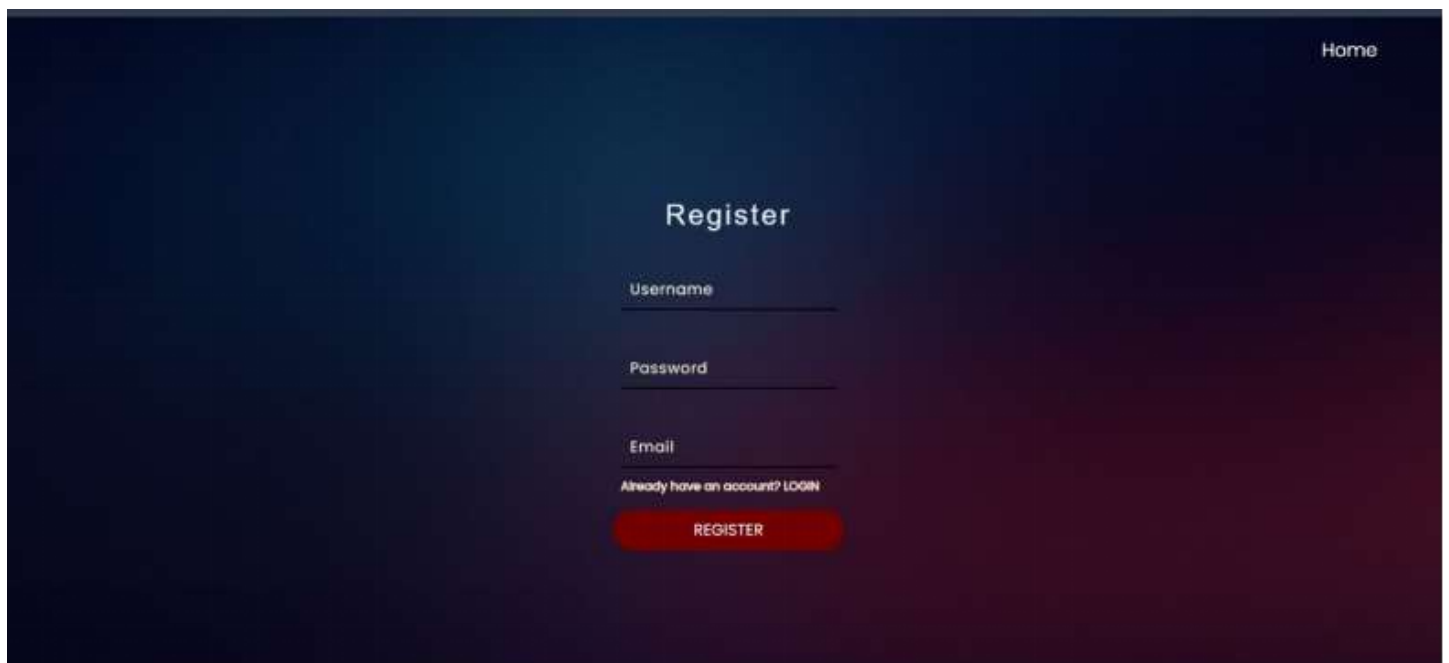 Home
Register
Username
Password
Email
Already have an account? LOGIN
REGISTER